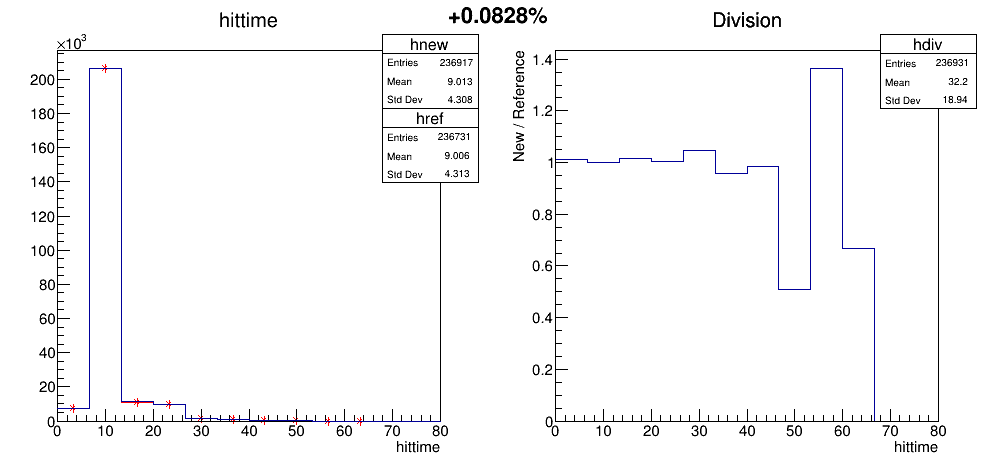 hittime
+0.0828%
Division
×10³
hnew
Entries 236917
Mean 9.013
Std Dev 4.308
href
Entries 236731
Mean 9.006
Std Dev 4.313
200
180
160
140
120
100
80
60
40
20
0
0 10 20 30 40 50 60 70 80
hittime
hdiv
Entries 236931
Mean 32.2
Std Dev 18.94
New / Reference
1.4
1.2
1
0.8
0.6
0.4
0.2
0
0 10 20 30 40 50 60 70 80
hittime